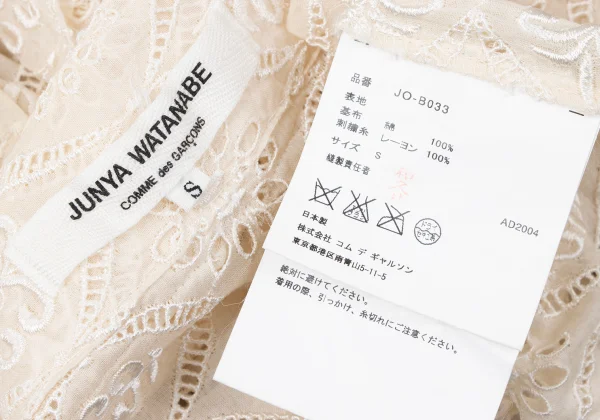 JUNYA WATANABE
COMME des GARÇONS
S
品番 JO-B033
表地
基布 綿 100%
刺繍糸 レーヨン 100%
サイズ S
縫製責任者
AD2004
日本製
株式会社 コム デ ギャルソン
東京都港区南青山5-11-5
絶対に避けてください。
着用の際、引っかけ、糸切れにご注意ください。